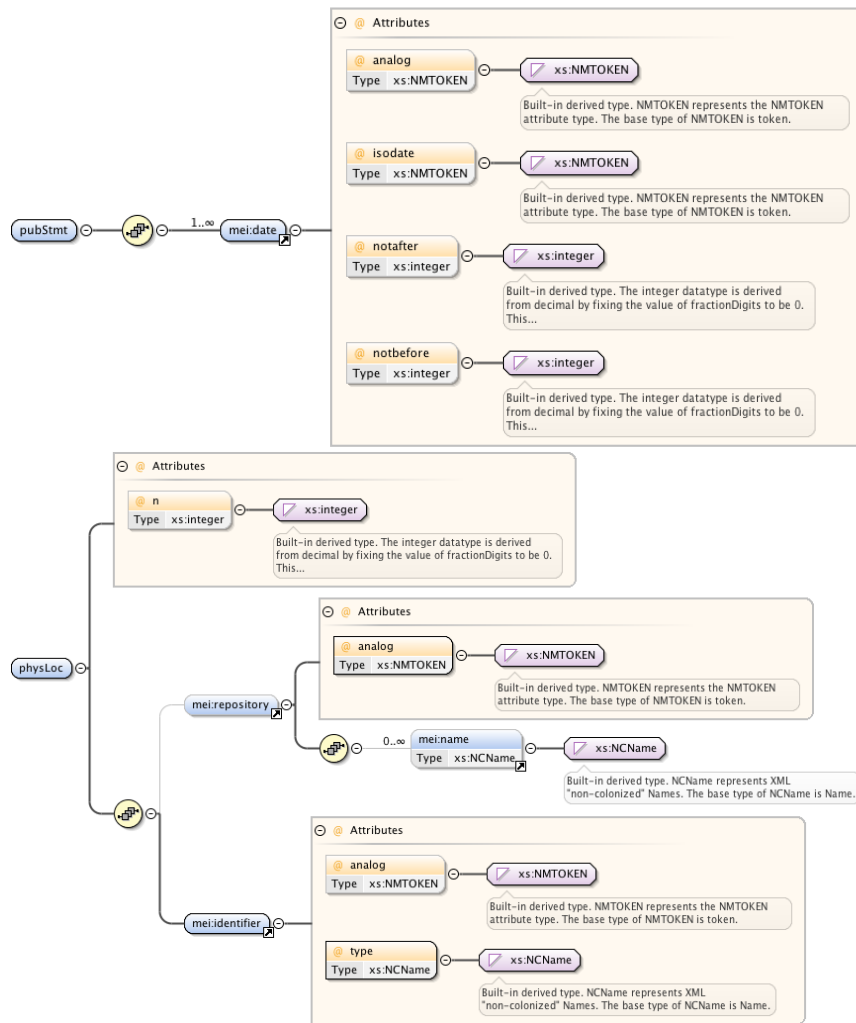 @ Attributes
@ analog
Type xs:NMTOKEN
xs:NMTOKEN
Built-in derived type. NMTOKEN represents the NMTOKEN
attribute type. The base type of NMTOKEN is token.
@ isodate
Type xs:NMTOKEN
xs:NMTOKEN
Built-in derived type. NMTOKEN represents the NMTOKEN
attribute type. The base type of NMTOKEN is token.
pubStmt
1..∞
mei:date
@ notafter
Type xs:integer
xs:integer
Built-in derived type. The integer datatype is derived
from decimal by fixing the value of fractionDigits to be 0.
This...
@ notbefore
Type xs:integer
xs:integer
Built-in derived type. The integer datatype is derived
from decimal by fixing the value of fractionDigits to be 0.
This...
@ Attributes
@ n
Type xs:integer
xs:integer
Built-in derived type. The integer datatype is derived
from decimal by fixing the value of fractionDigits to be 0.
This...
physLoc
@ Attributes
@ analog
Type xs:NMTOKEN
xs:NMTOKEN
Built-in derived type. NMTOKEN represents the NMTOKEN
attribute type. The base type of NMTOKEN is token.
mei:repository
0..∞
mei:name
Type xs:NCName
xs:NCName
Built-in derived type. NCName represents XML
"non-colonized" Names. The base type of NCName is Name.
@ Attributes
@ analog
Type xs:NMTOKEN
xs:NMTOKEN
Built-in derived type. NMTOKEN represents the NMTOKEN
attribute type. The base type of NMTOKEN is token.
mei:identifier
@ type
Type xs:NCName
xs:NCName
Built-in derived type. NCName represents XML
"non-colonized" Names. The base type of NCName is Name.